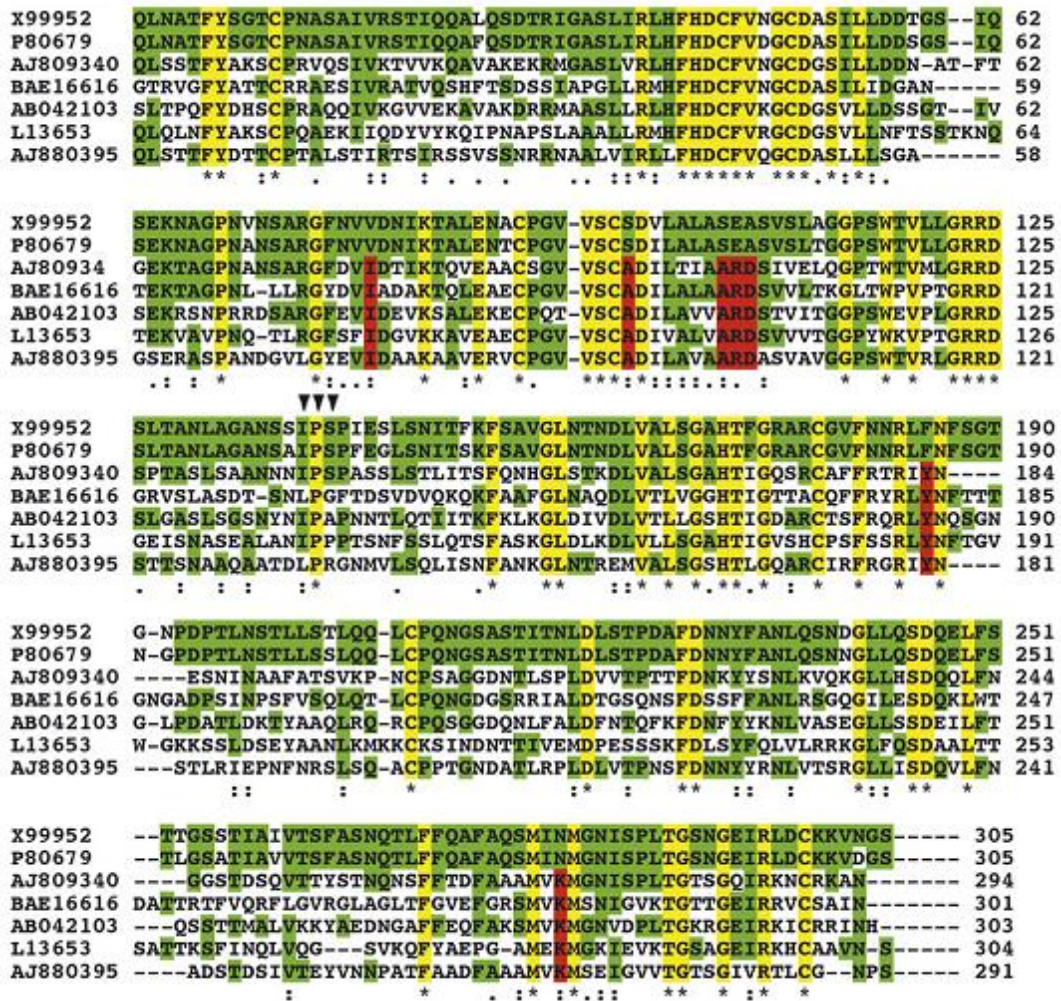 X99952 QLNATFYSGTCPNASAIVRSTIQQALQSDTRIGASLIRLHFHDCFVNGCDASILLDDTGS--IQ 62
P80679 QLNATFYSGTCPNASAIVRSTIQQAFQSDTRIGASLIRLHFHDCFVDGCDASILLDDSGS--IQ 62
AJ809340 QLSSTFYAKSCPRVQSIVKTVVKQAVAKEKRMGASLVRLHFHDCFVNGCDASILLDDN-AT-FT 62
BAE16616 GTRVGFYATTCRRAESIVRATVQSHFTSDSSIAPGLLRMHFHDCFVNGCDASILIDGAN----- 59
AB042103 SLTPQFYDHSCPRAQQIVKGVVEKAVAKDRRMAASLLRLHFHDCFVKGCDGSVLLDSSGT--IV 62
L13653 QLQLNFYAKSCPQAEKIIQDYVYKQIPNAPSLAAALLRMHFHDCFVRGCDGSVLLNFTSSTKNQ 64
AJ880395 QLSTTFYDTTCPTALSTIRTSIRSSVSSNRRNAALVIRLLFHDCFVQGCDASLLLSGA------ 58
** :* . :: : . . . . :*: ****** ***.*:*:.
X99952 SEKNAGPNVNSARGFNVVDNIKTALENACPGV-VSCSDVLALASEASVSLAGGPSWTVLLGRRD 125
P80679 SEKNAGPNANSARGFNVVDNIKTALENTCPGV-VSCSDILALASEASVSLTGGPSWTVLLGRRD 125
AJ80934 GEKTAGPNANSARGFDVIDTIKTQVEAACSGV-VSCADILTIAARDSIVELQGPTWTVMLGRRD 125
BAE16616 TEKTAGPNL-LLRGYDVIADAKTQLEAECPGV-VSCADILALAARDSVVLTKGLTWPVPTGRRD 121
AB042103 SEKRSNPRRDSARGFEVIDEVKSALEKECPQT-VSCADILAVVARDSTVITGGPSWEVPLGRRD 125
L13653 TEKVAVPNQ-TLRGFSFIDGVKKAVEAECPGV-VSCADIVALVARDSVVVTGGPYWKVPTGRRD 126
AJ880395 GSERASPANDGVLGYEVIDAAKAAVERVCPGV-VSCADILAVAARDASVAVGGPSWTVRLGRRD 121
.: : * *:..: * :* *. ***:*::::.:. : * * * ****
X99952 SLTANLAGANSSIPSPIESLSNITFKFSAVGLNTNDLVALSGAHTFGRARCGVFNNRLFNFSGT 190
P80679 SLTANLAGANSAIPSPFEGLSNITSKFSAVGLNTNDLVALSGAHTFGRARCGVFNNRLFNFSGT 190
AJ809340 SPTASLSAANNNIPSPASSLSTLITSFQNHGLSTKDLVALSGAHTIGQSRCAFFRTRIYN---- 184
BAE16616 GRVSLASDT-SNLPGFTDSVDVQKQKFAAFGLNAQDLVTLVGGHTIGTTACQFFRYRLYNFTTT 185
AB042103 SLGASLSGSNYNIPAPNNTLQTIITKFKLKGLDIVDLVTLLGSHTIGDARCTSFRQRLYNQSGN 190
L13653 GEISNASEALANIPPPTSNFSSLQTSFASKGLDLKDLVLLSGAHTIGVSHCPSFSSRLYNFTGV 191
AJ880395 STTSNAAQAATDLPRGNMVLSQLISNFANKGLNTREMVALSGSHTLGQARCIRFRGRIYN---- 181
. : : : :* . . * ** ::* * *.**:* : * * *::*
X99952 G-NPDPTLNSTLLSTLQQ-LCPQNGSASTITNLDLSTPDAFDNNYFANLQSNDGLLQSDQELFS 251
P80679 N-GPDPTLNSTLLSSLQQ-LCPQNGSASTITNLDLSTPDAFDNNYFANLQSNNGLLQSDQELFS 251
AJ809340 ----ESNINAAFATSVKP-NCPSAGGDNTLSPLDVVTPTTFDNKYYSNLKVQKGLLHSDQQLFN 244
BAE16616 GNGADPSINPSFVSQLQT-LCPQNGDGSRRIALDTGSQNSFDSSFFANLRSGQGILESDQKLWT 247
AB042103 G-LPDATLDKTYAAQLRQ-RCPQSGGDQNLFALDFNTQFKFDNFYYKNLVASEGLLSSDEILFT 251
L13653 W-GKKSSLDSEYAANLKMKKCKSINDNTTIVEMDPESSSKFDLSYFQLVLRRKGLFQSDAALTT 253
AJ880395 ---STLRIEPNFNRSLSQ-ACPPTGNDATLRPLDLVTPNSFDNNYYRNLVTSRGLLISDQVLFN 241
:: : * :* : ** :: : *:: ** * .
X99952 --TTGSSTIAIVTSFASNQTLFFQAFAQSMINMGNISPLTGSNGEIRLDCKKVNGS----- 305
P80679 --TLGSATIAVVTSFASNQTLFFQAFAQSMINMGNISPLTGSNGEIRLDCKKVDGS----- 305
AJ809340 ---GGSTDSQVTTYSTNQNSFFTDFAAAMVKMGNISPLTGTSGQIRKNCRKAN------ 294
BAE16616 DATTRTFVQRFLGVRGLAGLTFGVEFGRSMVKMSNIGVKTGTTGEIRRVCSAIN------ 301
AB042103 --QSSTTMALVKKYAEDNGAFFEQFAKSMVKMGNVDPLTGKRGEIRKICRRINH----- 303
L13653 SATTKSFINQLVQG---SVKQFYAEPG-AMEKMGKIEVKTGSAGEIRKHCAAVN-S---- 304
AJ880395 ----ADSTDSIVTEYVNNPATFAADFAAAMVKMSEIGVVTGTSGIVRTLCG--NPS---- 291
: * . :* :*.:: ** * :* *